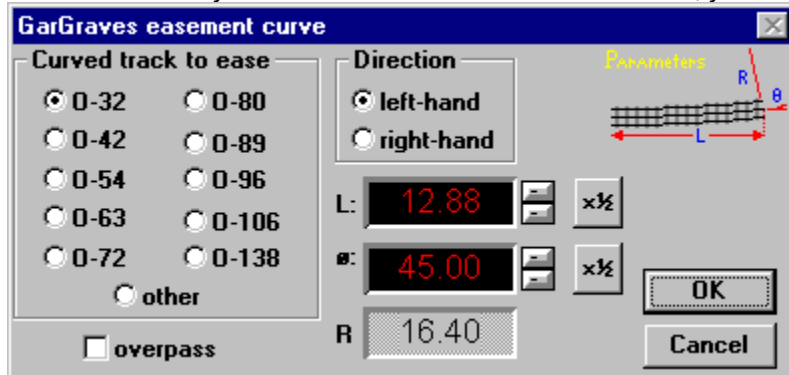 GarGraves easement curve
Curved track to ease
0-32 0-80
0-42 0-89
0-54 0-96
0-63 0-106
0-72 0-138
other
overpass
Direction
left-hand
right-hand
Parameters
R
θ
L
L: 12.88 x½
ø: 45.00 x½
R 16.40
OK
Cancel